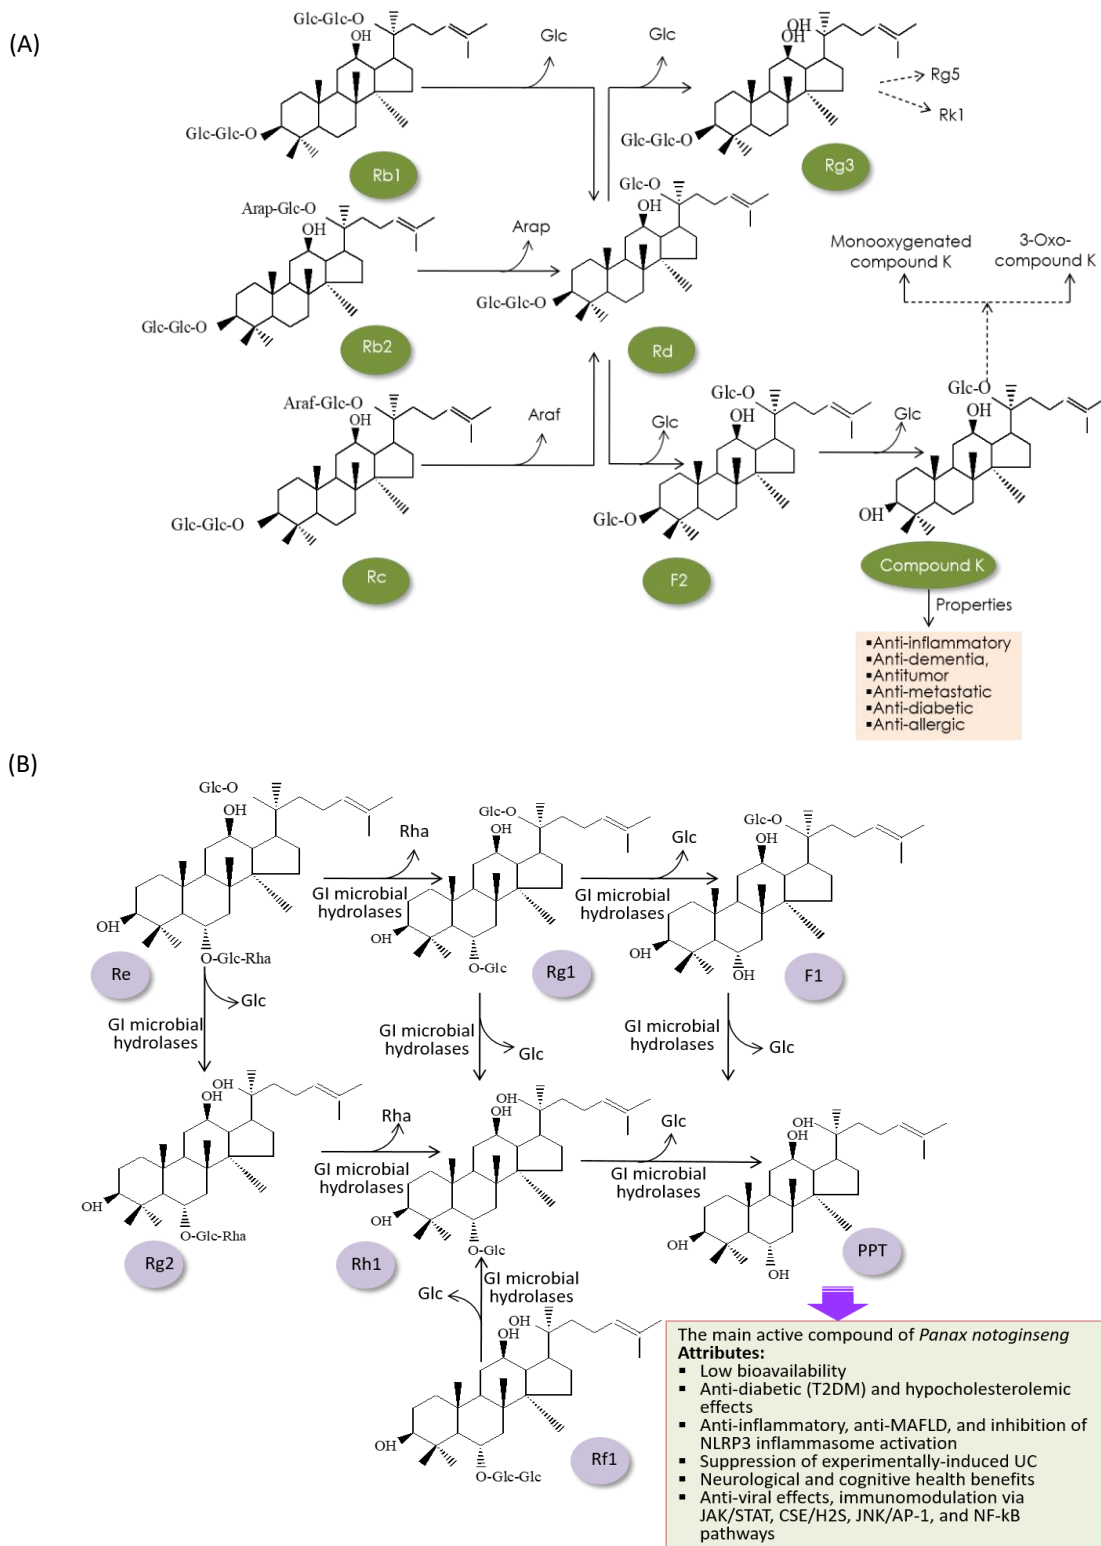 (A)
Glc-Glc-O
OH
Glc-Glc-O
Rb1
Glc
Glc
OH
OH
Glc-Glc-O
Rg3
Rg5
Rk1
Arap-Glc-O
OH
Glc-Glc-O
Rb2
Arap
Glc-O
OH
Glc-Glc-O
Rd
Monooxygenated
compound K
3-Oxo-
compound K
Araf-Glc-O
OH
Glc-Glc-O
Rc
Araf
Glc
Glc-O
OH
Glc-O
F2
Glc
Glc-O
OH
OH
Compound K
Properties
▪Anti-inflammatory
▪Anti-dementia,
▪Antitumor
▪Anti-metastatic
▪Anti-diabetic
▪Anti-allergic
(B)
Glc-O
OH
OH
O-Glc-Rha
Re
Rha
GI microbial
hydrolases
Glc-O
OH
OH
O-Glc
Rg1
Glc
GI microbial
hydrolases
Glc-O
OH
OH
OH
F1
Glc
GI microbial
hydrolases
GI microbial
hydrolases
Glc
GI microbial
hydrolases
Glc
OH
OH
OH
O-Glc-Rha
Rg2
Rha
GI microbial
hydrolases
OH
OH
OH
O-Glc
Rh1
Glc
GI microbial
hydrolases
OH
OH
OH
OH
PPT
Glc
GI microbial
hydrolases
OH
OH
OH
O-Glc-Glc
Rf1
The main active compound of Panax notoginseng
Attributes:
▪ Low bioavailability
▪ Anti-diabetic (T2DM) and hypocholesterolemic
effects
▪ Anti-inflammatory, anti-MAFLD, and inhibition of
NLRP3 inflammasome activation
▪ Suppression of experimentally-induced UC
▪ Neurological and cognitive health benefits
▪ Anti-viral effects, immunomodulation via
JAK/STAT, CSE/H2S, JNK/AP-1, and NF-kB
pathways